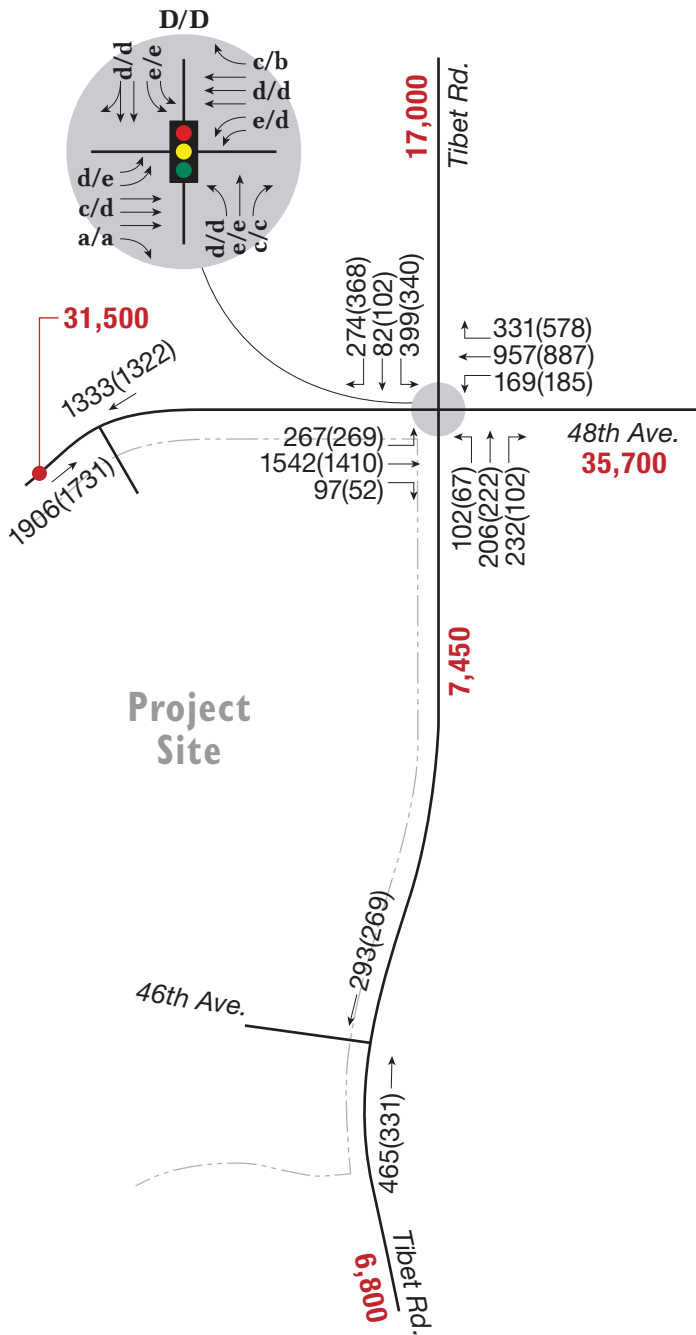 D/D
d/d
e/e
c/b
d/d
e/d
d/e
c/d
a/a
d/d
e/e
c/c
17,000
Tibet Rd.
31,500
274(368)
82(102)
399(340)
331(578)
957(887)
169(185)
1333(1322)
1906(1731)
267(269)
1542(1410)
97(52)
102(67)
206(222)
232(102)
48th Ave.
35,700
7,450
Project
Site
293(269)
46th Ave.
465(331)
Tibet Rd.
6,800